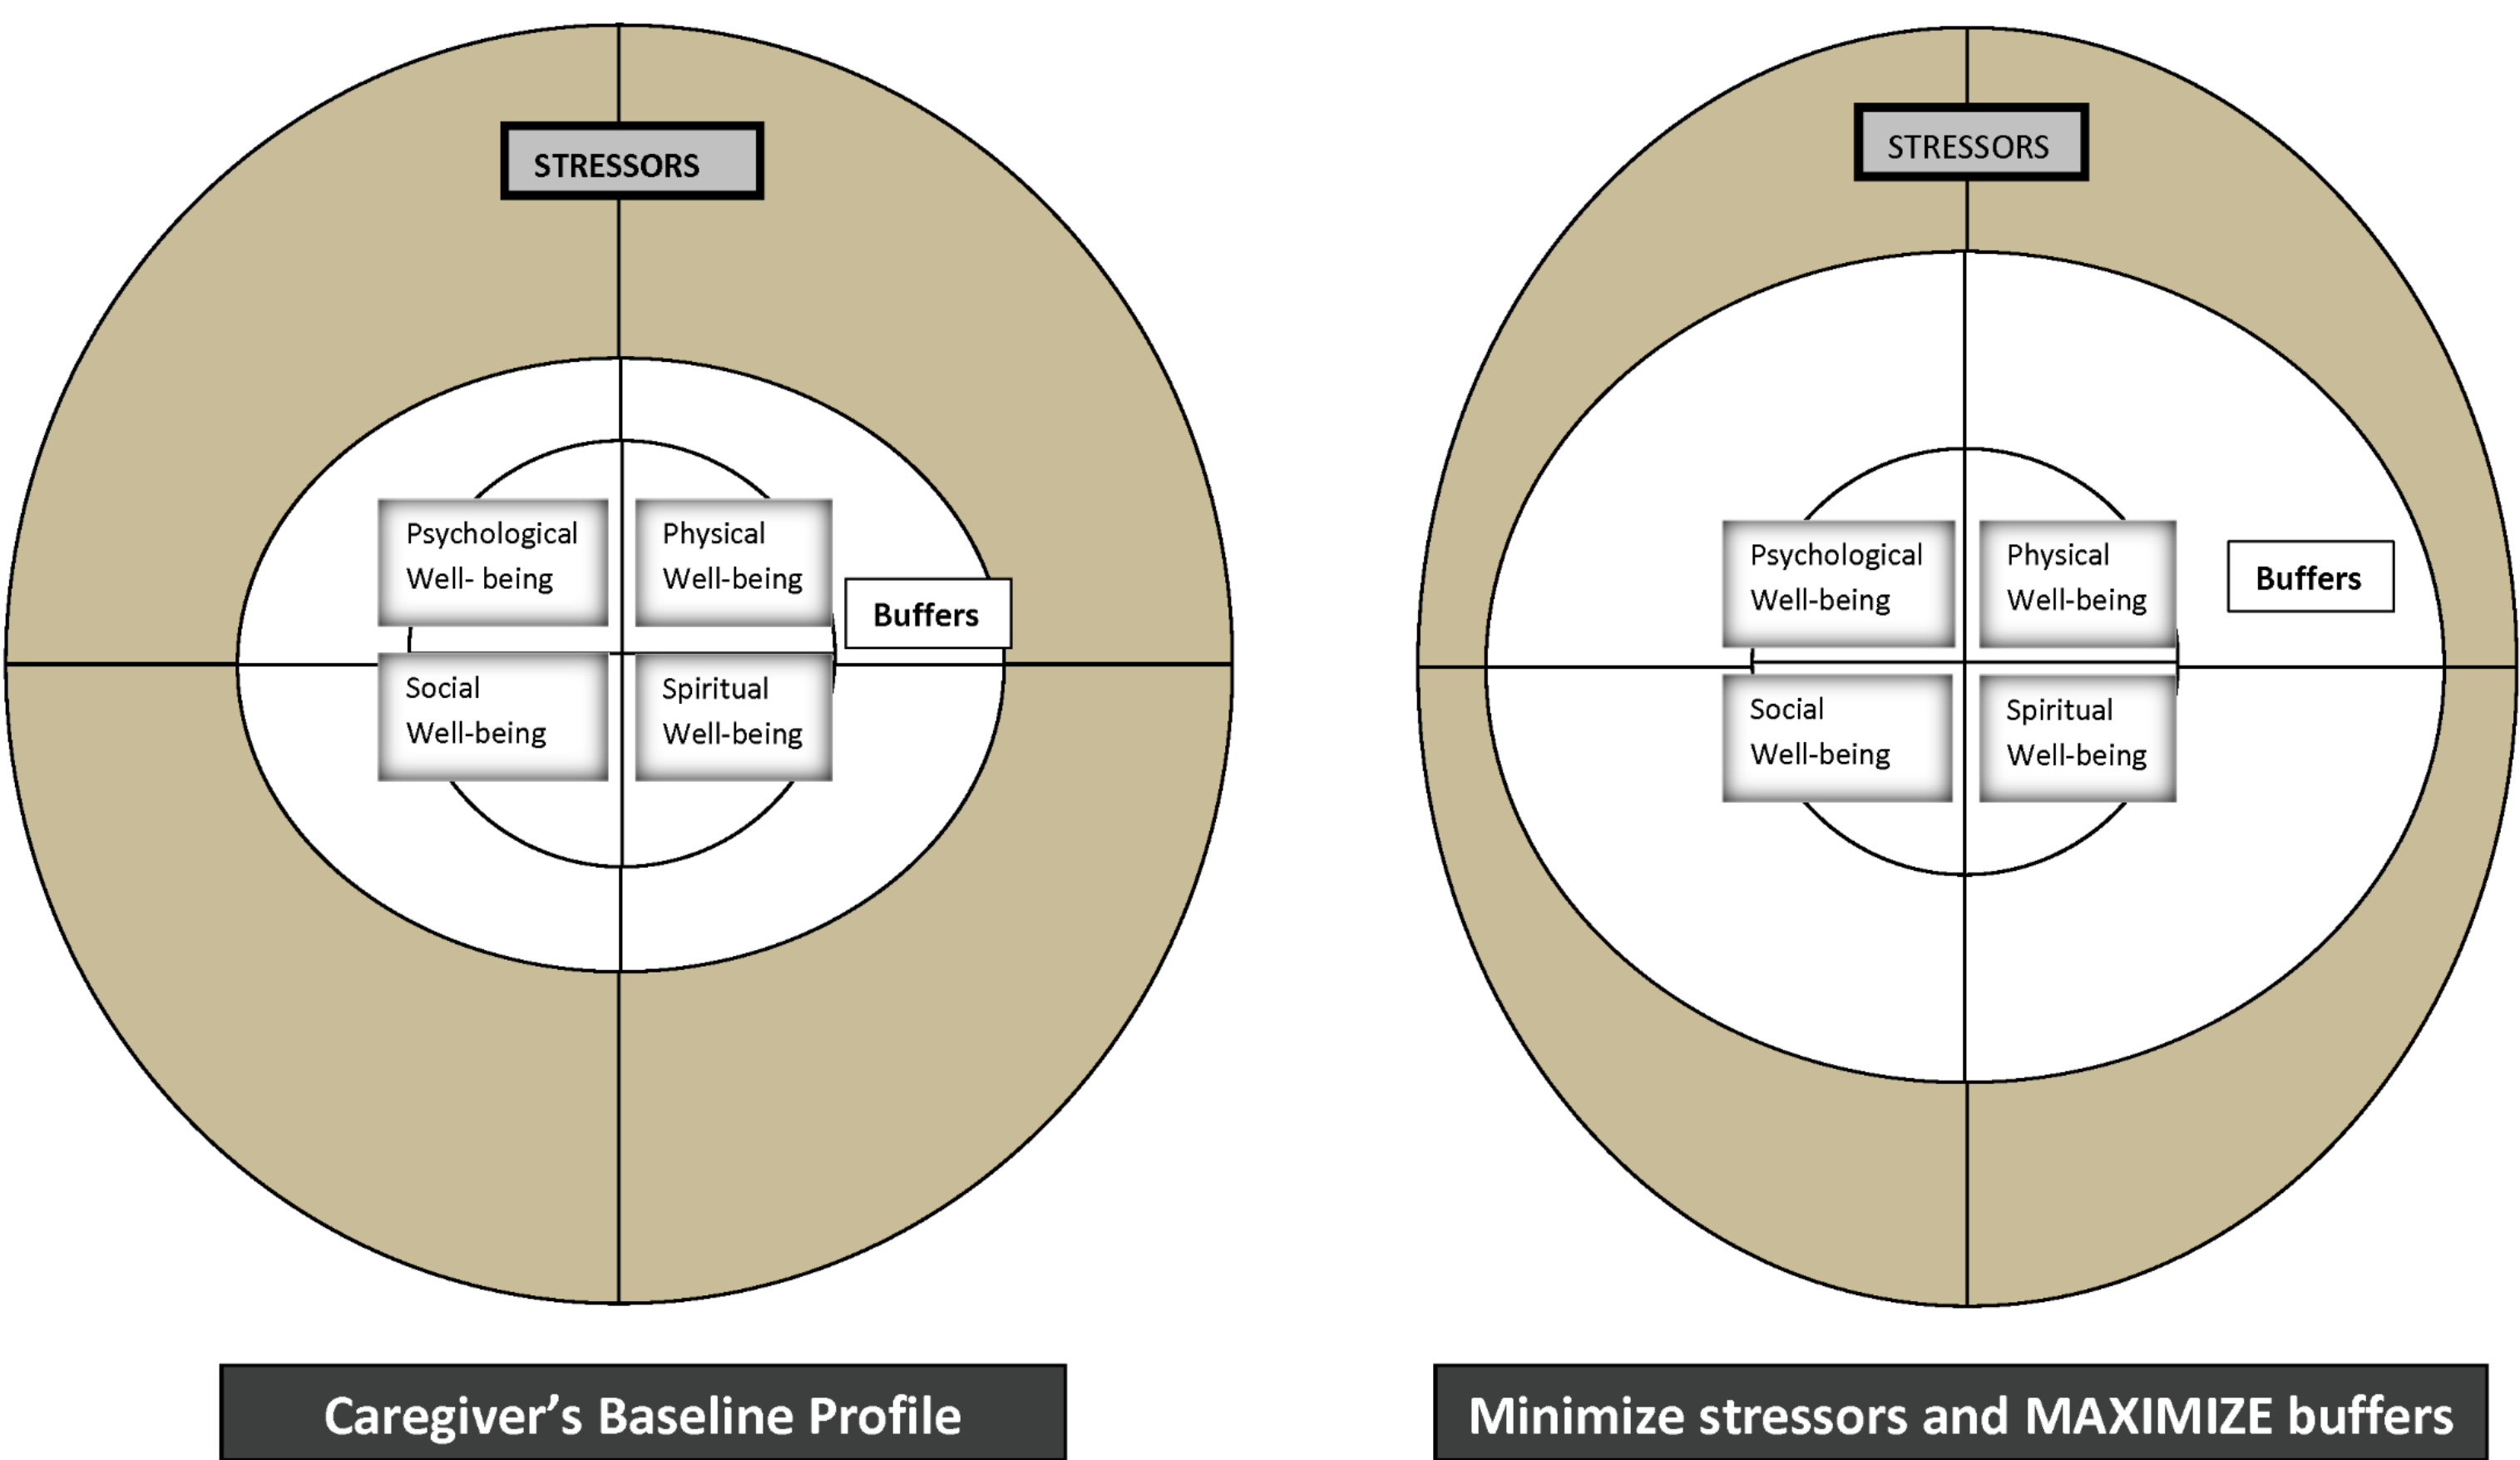 STRESSORS
Psychological
Well- being
Physical
Well-being
Buffers
Social
Well-being
Spiritual
Well-being
Caregiver’s Baseline Profile
STRESSORS
Psychological
Well-being
Physical
Well-being
Buffers
Social
Well-being
Spiritual
Well-being
Minimize stressors and MAXIMIZE buffers